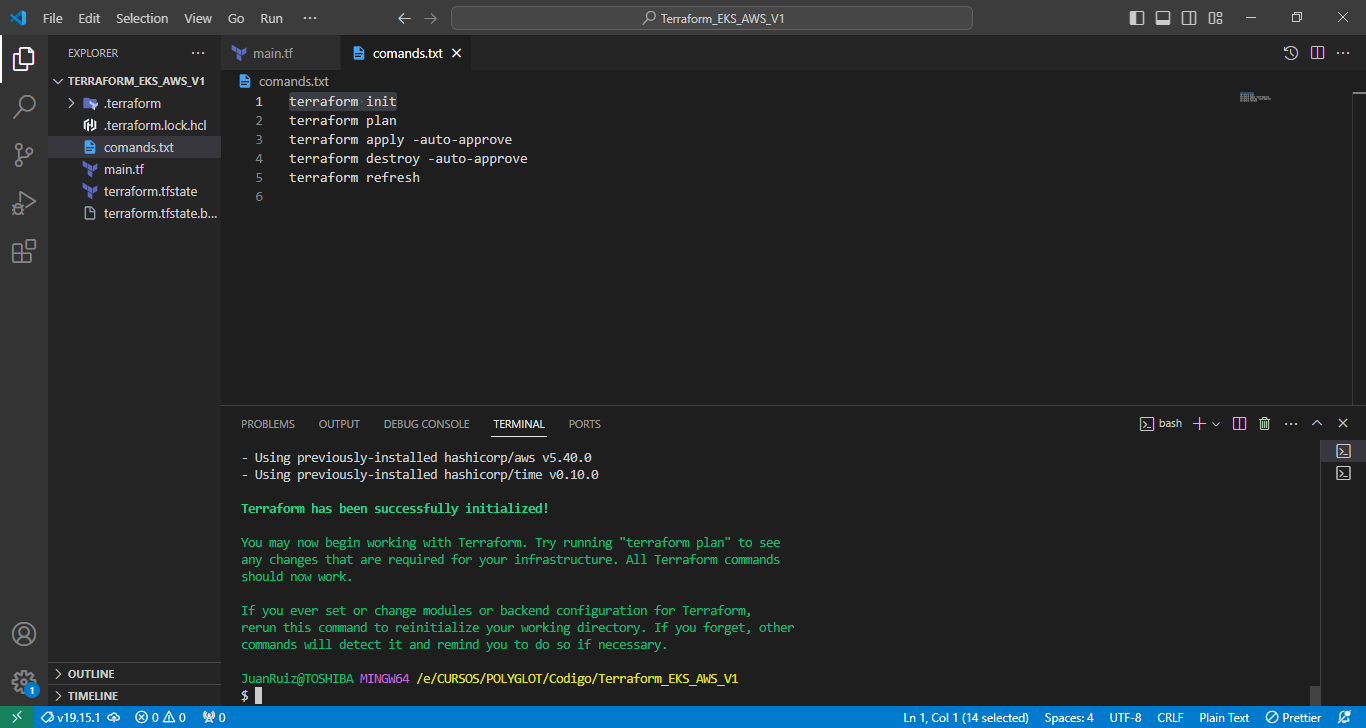 File Edit Selection View Go Run ··· Terraform_EKS_AWS_V1
EXPLORER ···
TERRAFORM_EKS_AWS_V1
.terraform
.terraform.lock.hcl
comands.txt
main.tf
terraform.tfstate
terraform.tfstate.b...
OUTLINE
TIMELINE
main.tf comands.txt
comands.txt
1 terraform init
2 terraform plan
3 terraform apply -auto-approve
4 terraform destroy -auto-approve
5 terraform refresh
6
PROBLEMS OUTPUT DEBUG CONSOLE TERMINAL PORTS bash
- Using previously-installed hashicorp/aws v5.40.0
- Using previously-installed hashicorp/time v0.10.0
Terraform has been successfully initialized!
You may now begin working with Terraform. Try running "terraform plan" to see
any changes that are required for your infrastructure. All Terraform commands
should now work.
If you ever set or change modules or backend configuration for Terraform,
rerun this command to reinitialize your working directory. If you forget, other
commands will detect it and remind you to do so if necessary.
JuanRuiz@TOSHIBA MINGW64 /e/CURSOS/POLYGLOT/Codigo/Terraform_EKS_AWS_V1
$
1
v19.15.1 0 0 0 Ln 1, Col 1 (14 selected) Spaces: 4 UTF-8 CRLF Plain Text Prettier